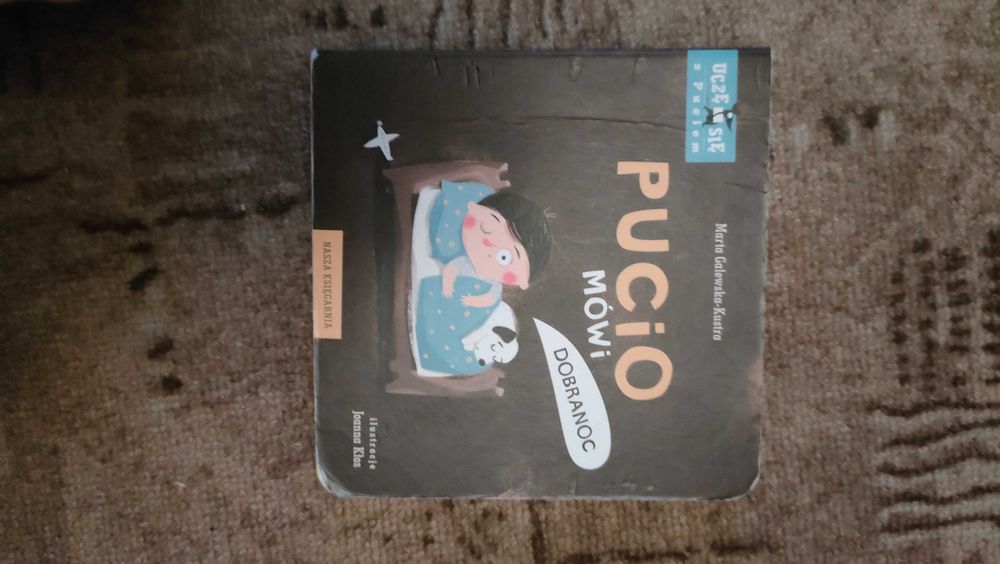 UCZĘ SIĘ
z Puciem
Marta Galewska-Kustra
PUCiO
MÓWi
DOBRANOC
ilustracje
Joanna Kłos
NASZA KSIĘGARNIA